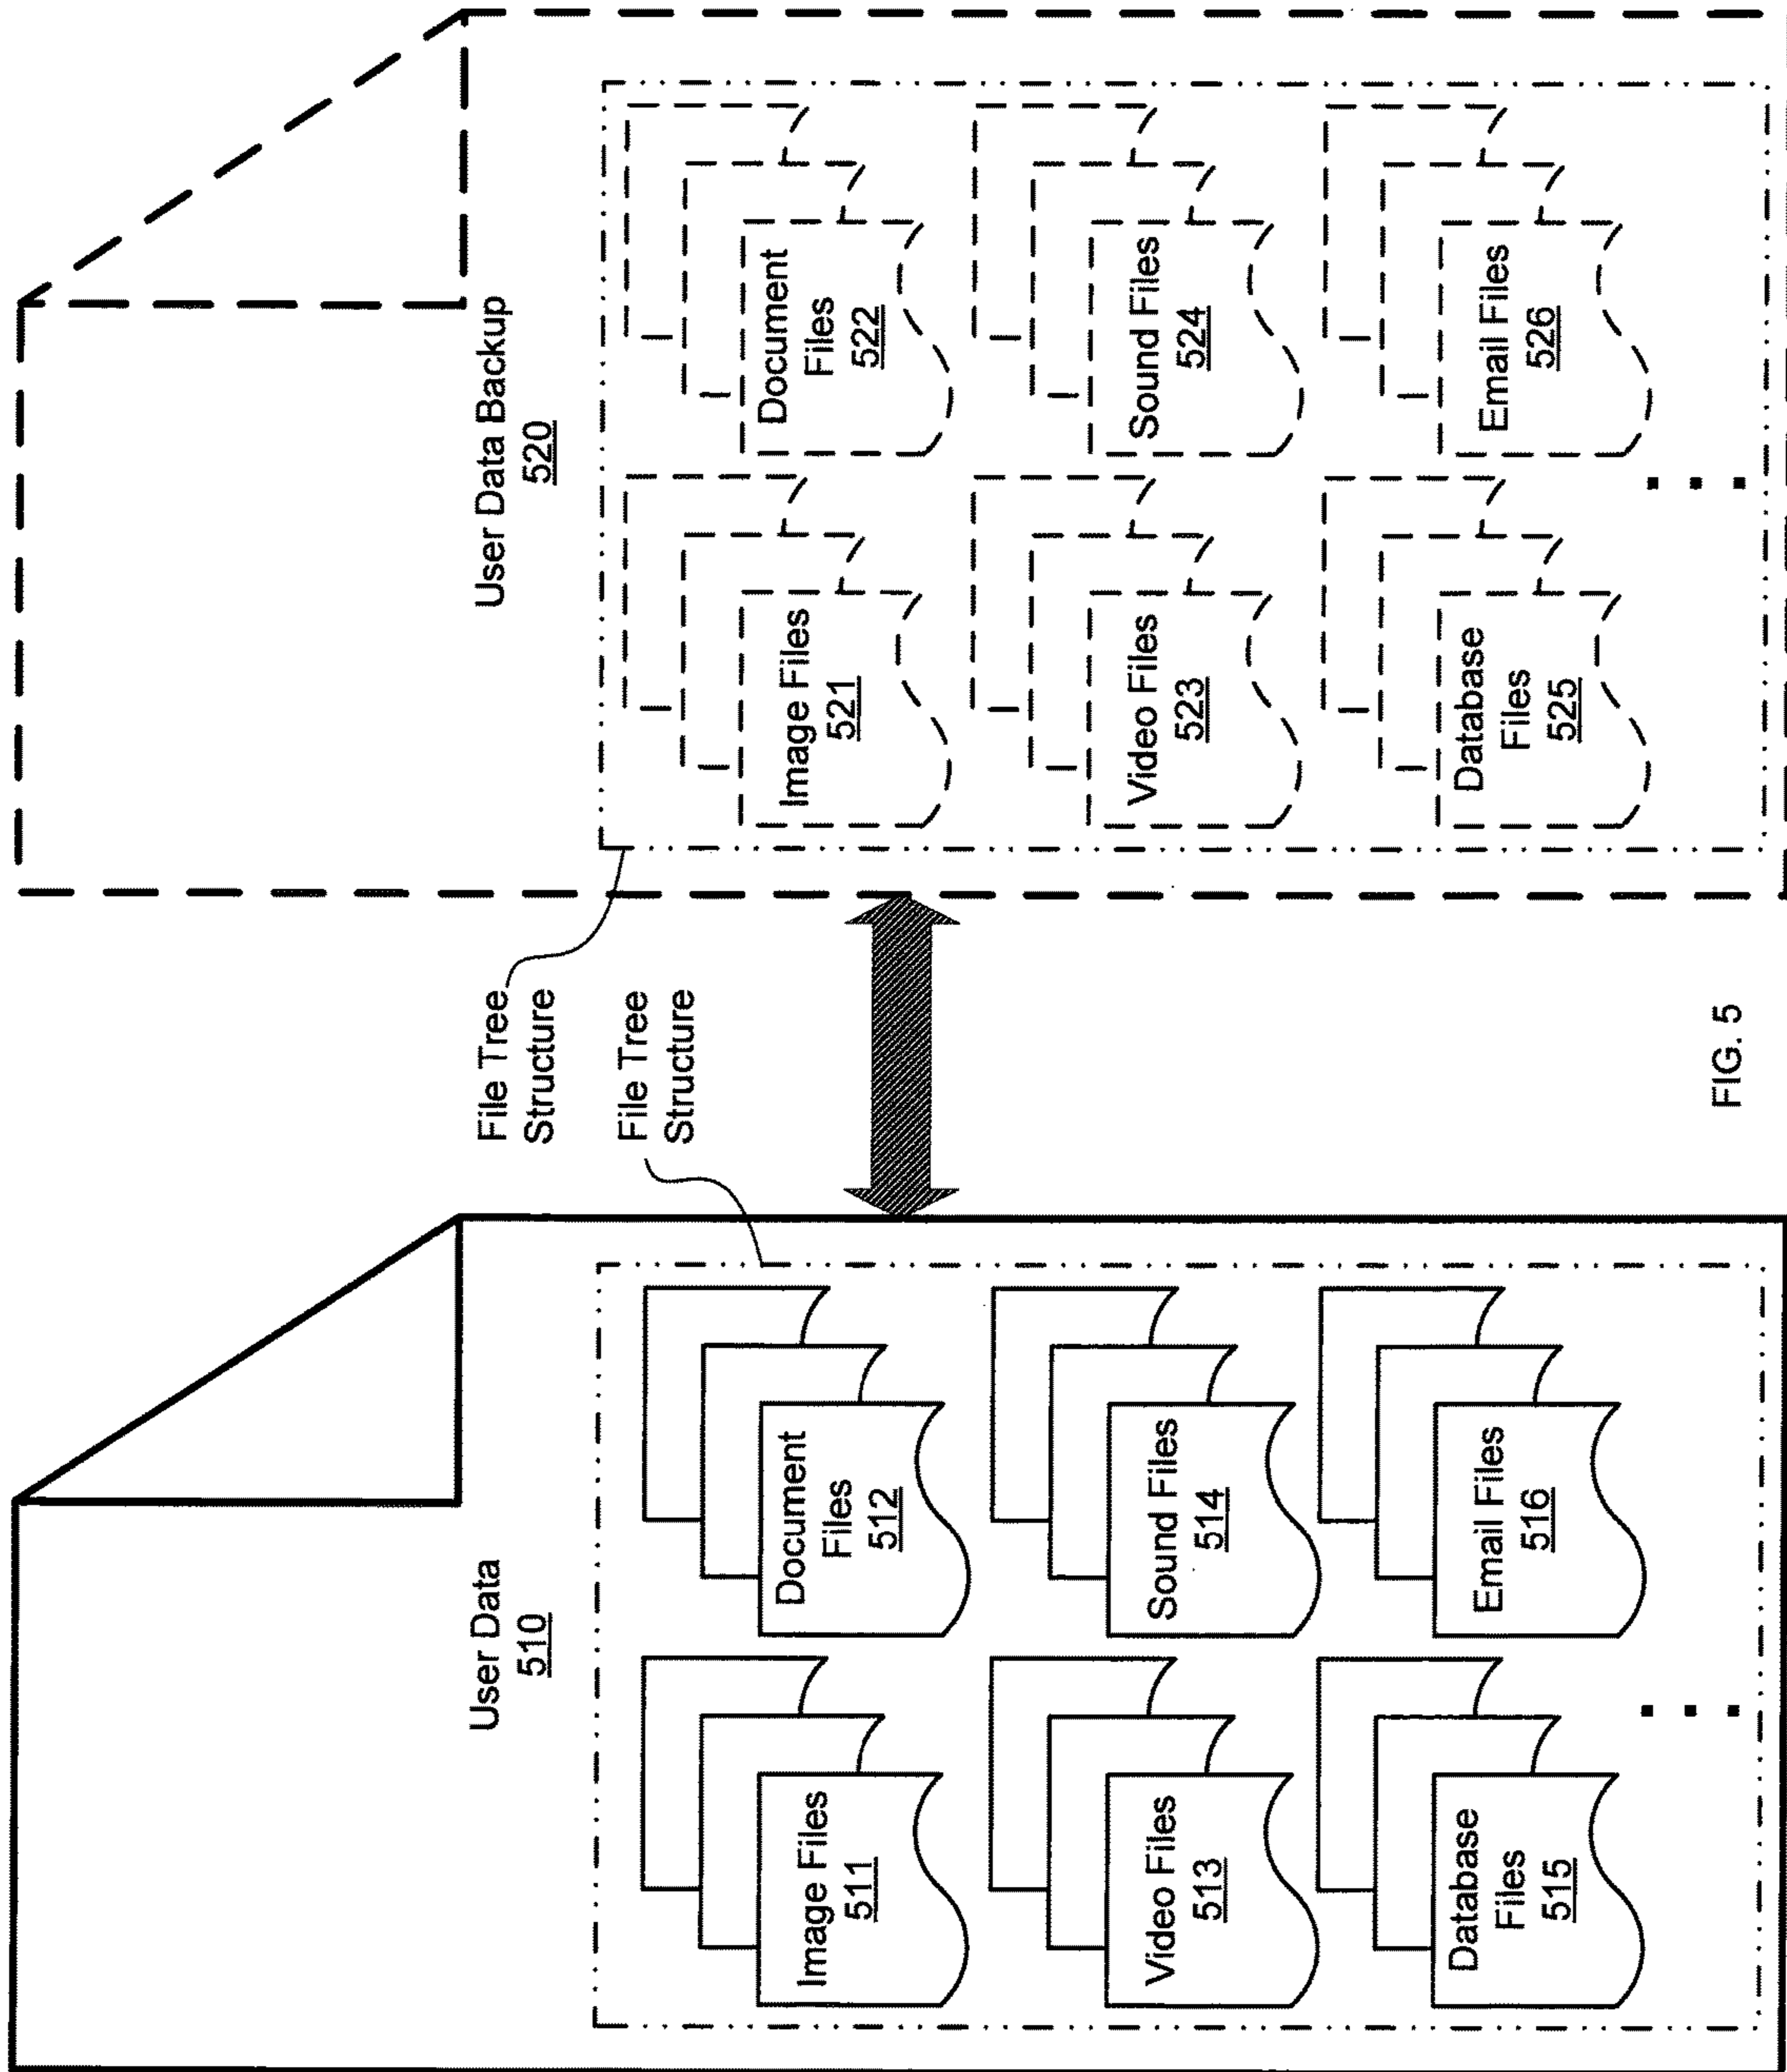 User Data
510
Image Files
511
Document
Files
512
Video Files
513
Sound Files
514
Database
Files
515
Email Files
516
File Tree
Structure
File Tree
Structure
User Data Backup
520
Image Files
521
Document
Files
522
Video Files
523
Sound Files
524
Database
Files
525
Email Files
526
FIG. 5